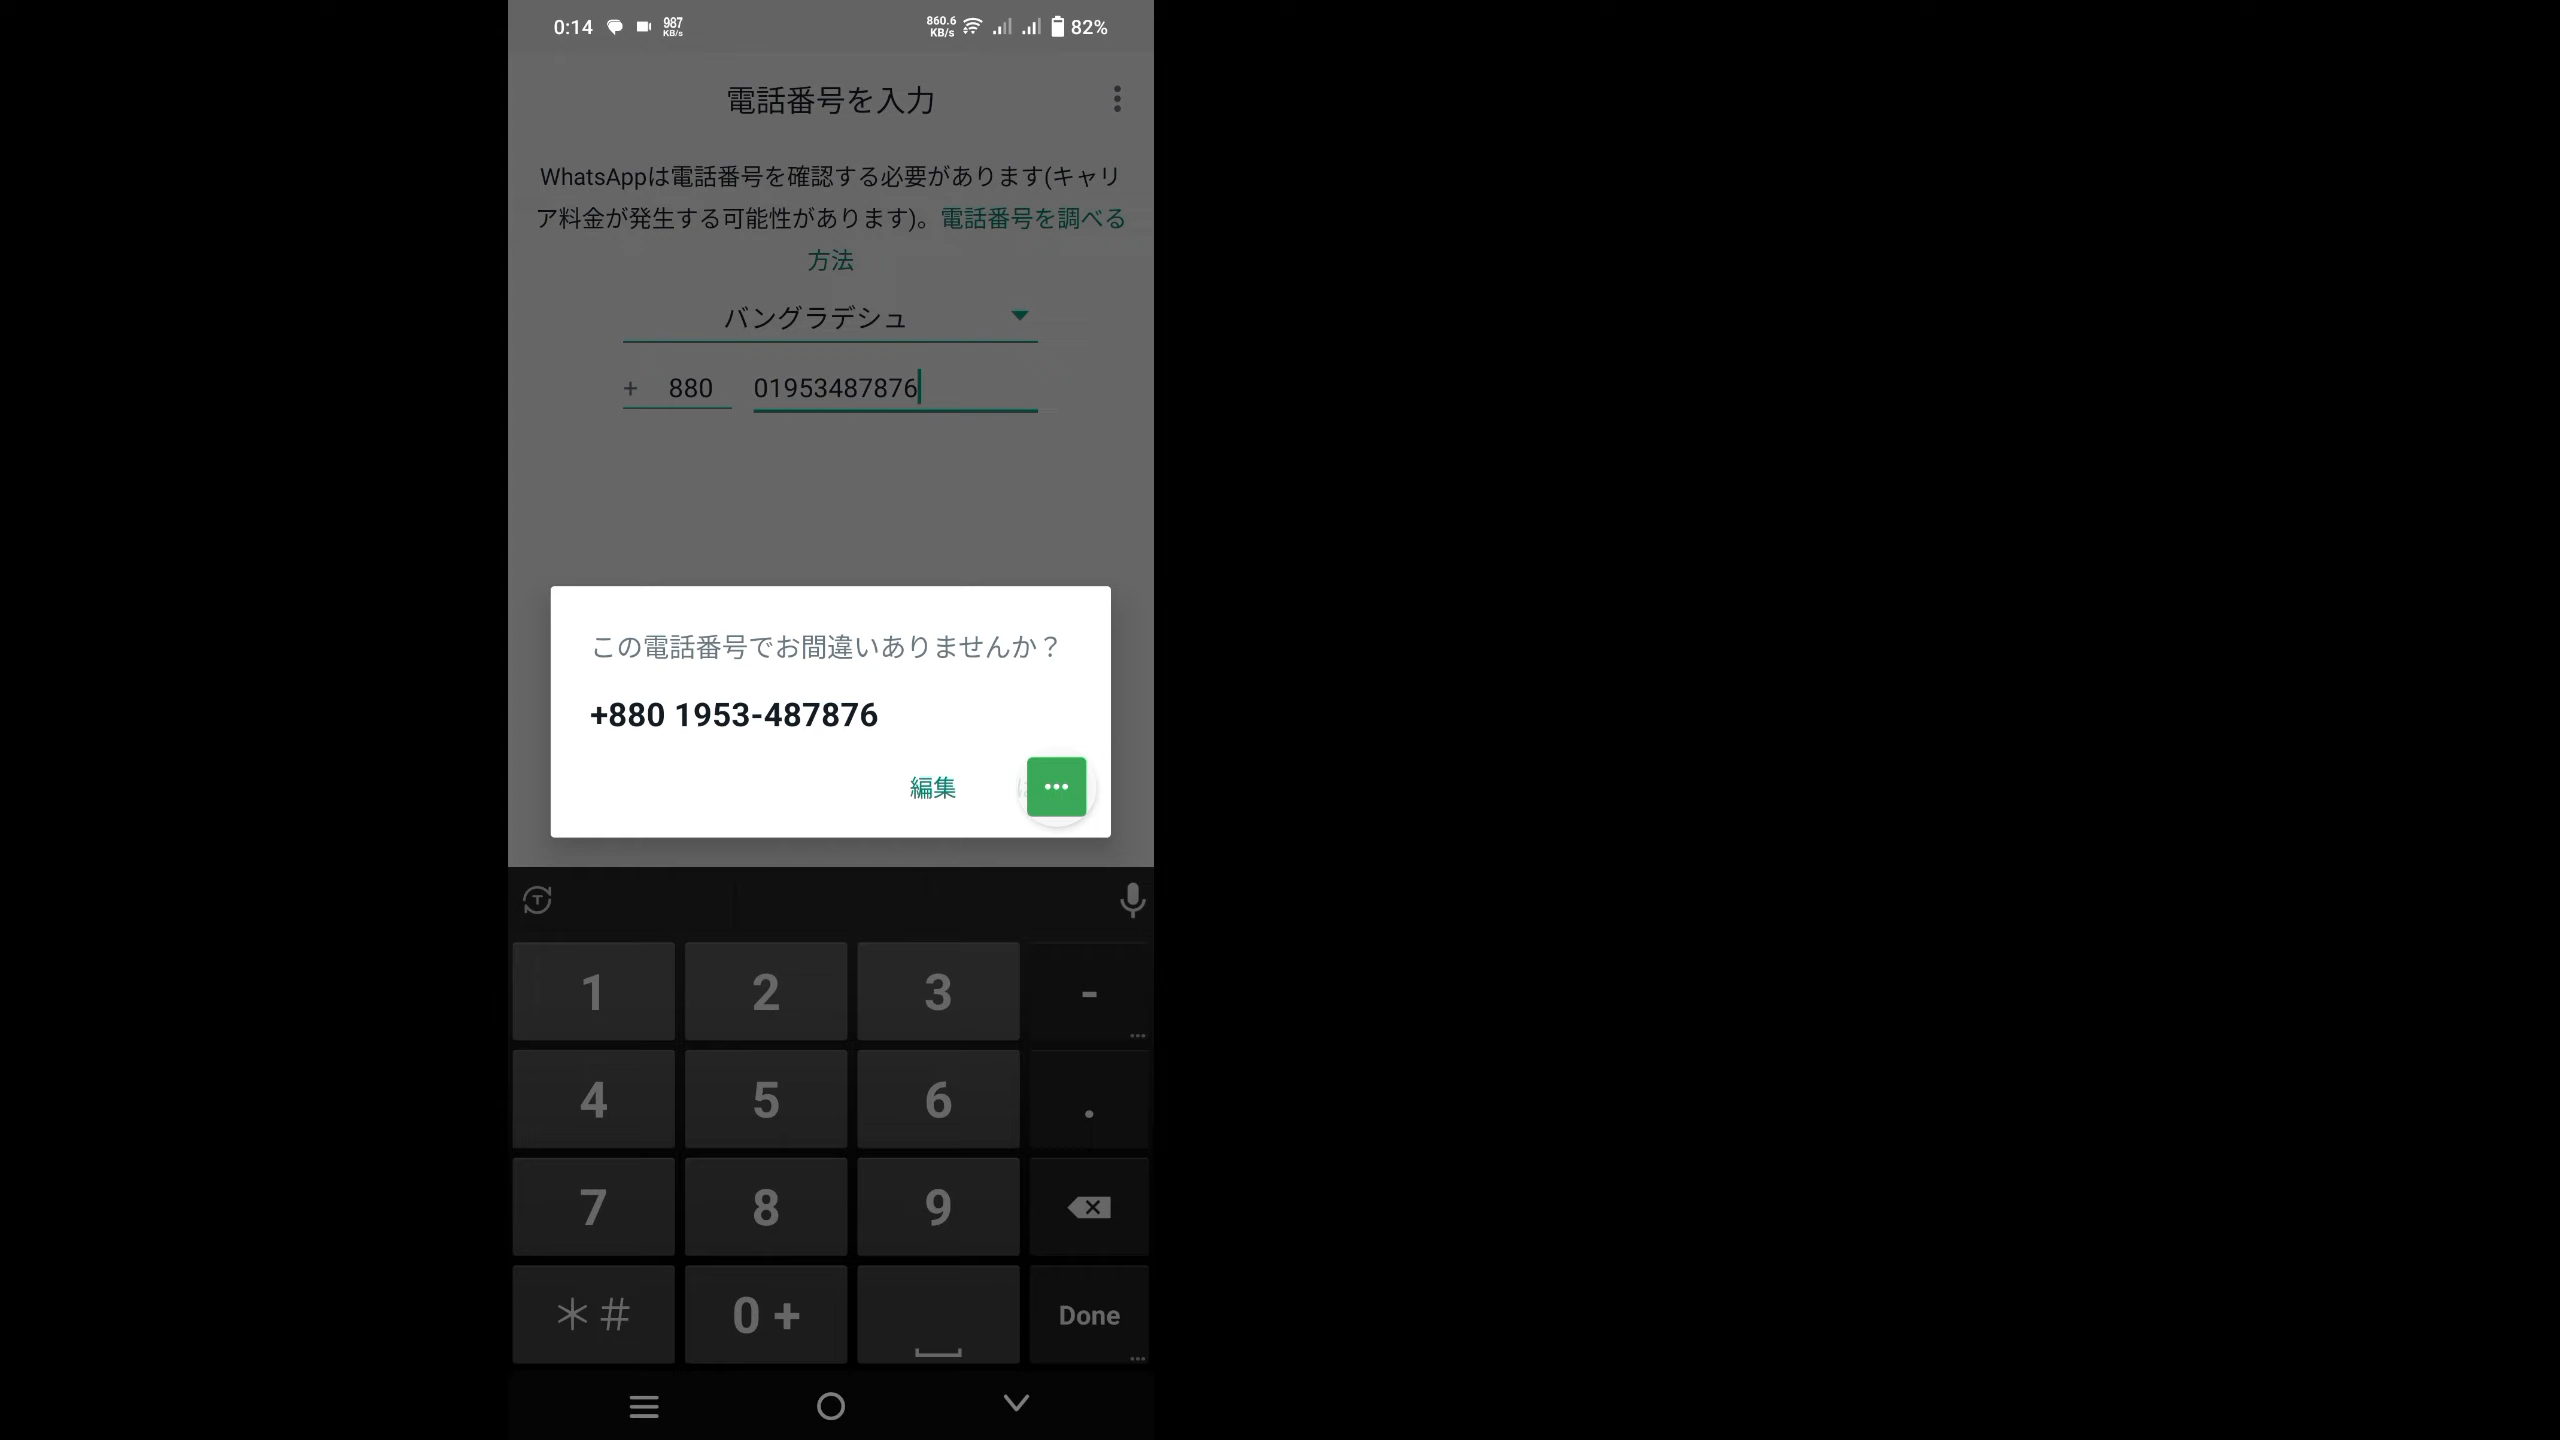 0:14
987
KB/s
860.6
KB/s
82%
電話番号を入力
WhatsAppは電話番号を確認する必要があります(キャリ
ア料金が発生する可能性があります)。電話番号を調べる
方法
バングラデシュ
+ 880 01953487876
この電話番号でお間違いありませんか？
+880 1953-487876
編集
1 2 3 -
4 5 6 .
7 8 9
*# 0 +
Done